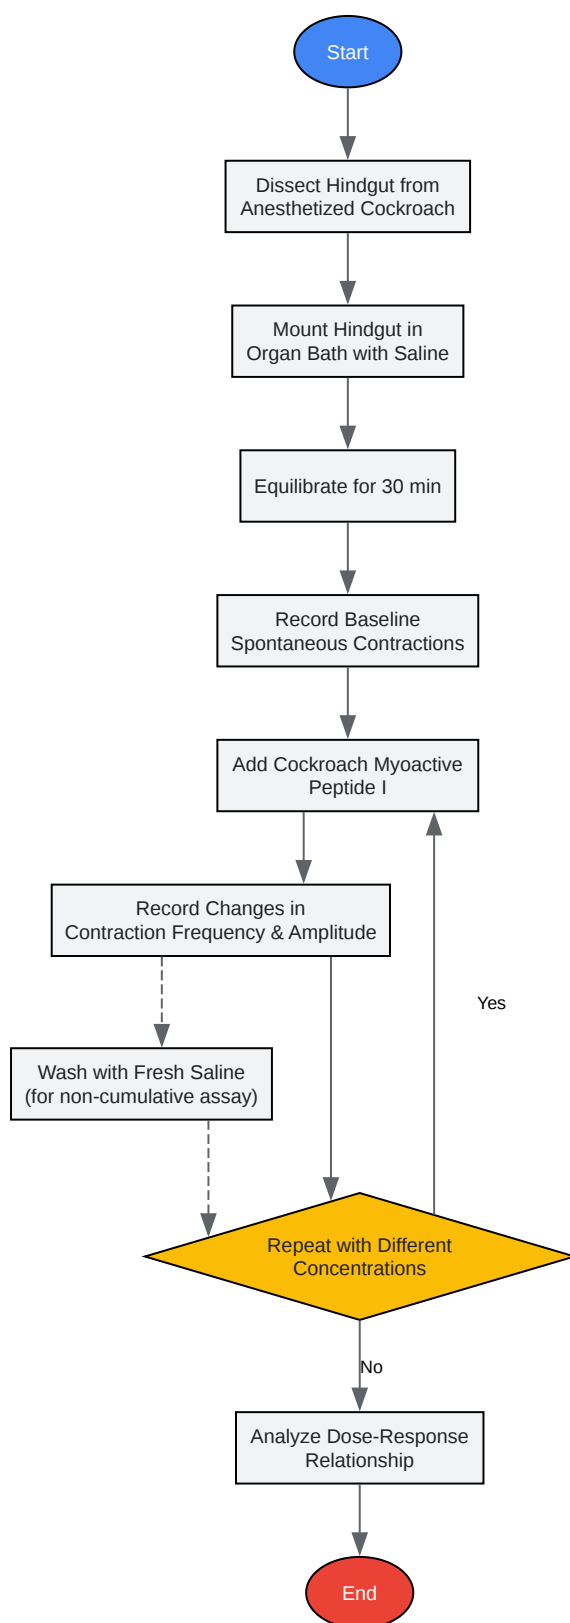 Start
Dissect Hindgut from
Anesthetized Cockroach
Mount Hindgut in
Organ Bath with Saline
Equilibrate for 30 min
Record Baseline
Spontaneous Contractions
Add Cockroach Myoactive
Peptide I
Record Changes in
Contraction Frequency & Amplitude
Yes
Wash with Fresh Saline
(for non-cumulative assay)
Repeat with Different
Concentrations
No
Analyze Dose-Response
Relationship
End